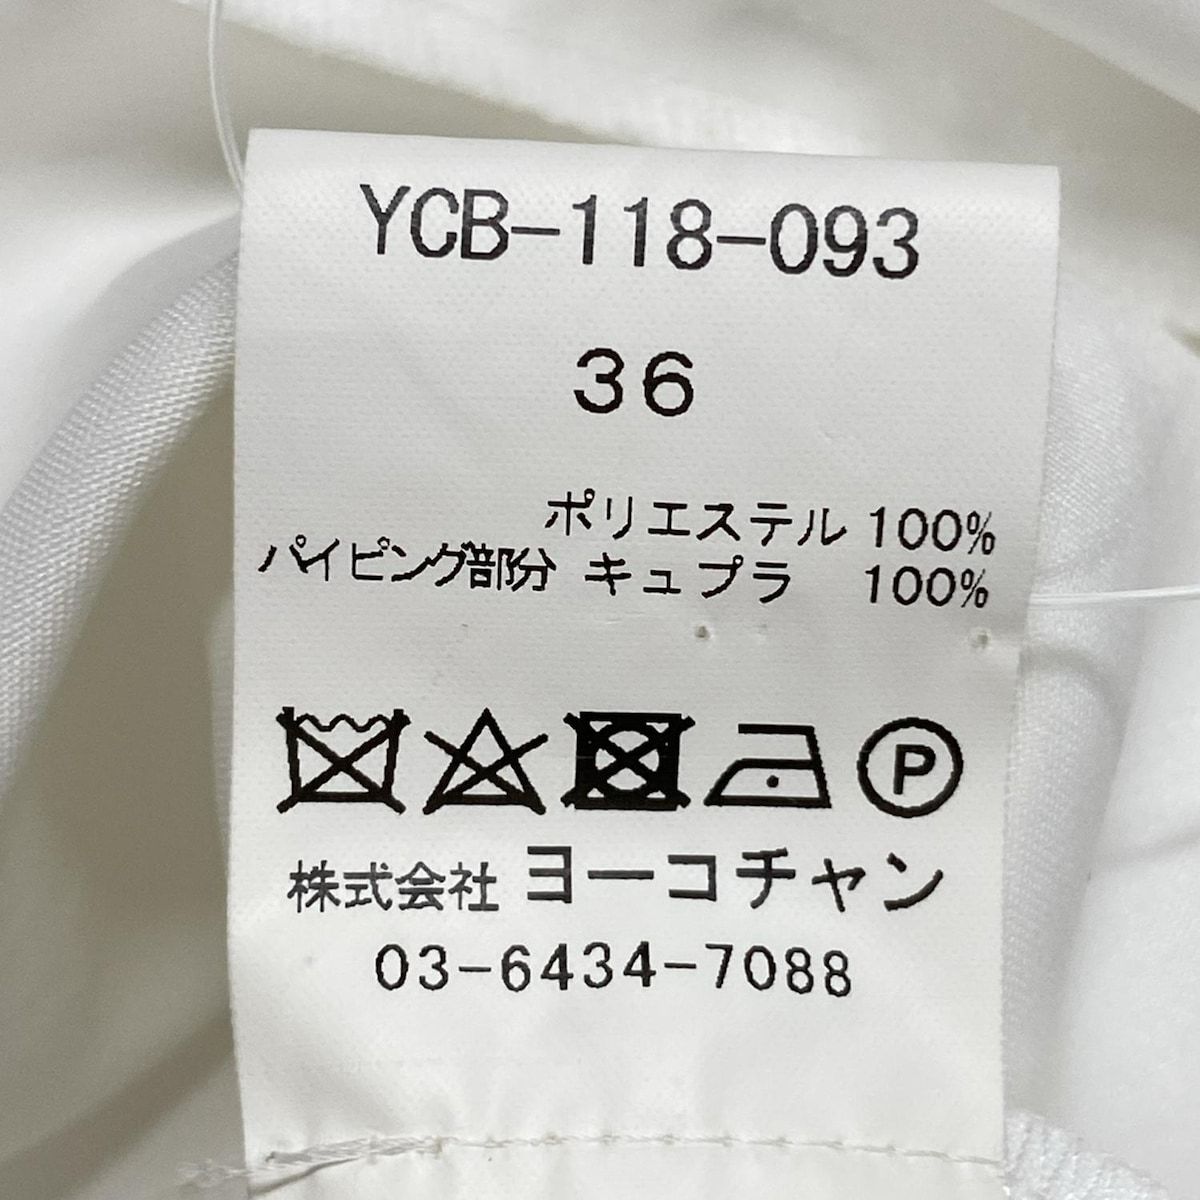 YCB-118-093
36
ポリエステル 100%
パイピング部分 キュプラ 100%
P
株式会社 ヨーコチャン
03-6434-7088